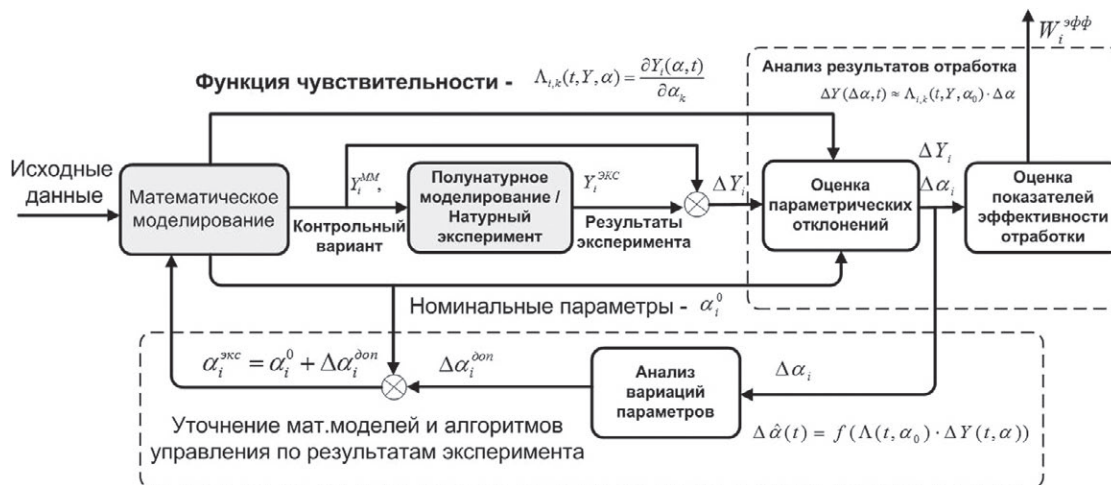 W_i^{эфф}
Функция чувствительности - Λ_{i,k}(t,Y,α) = ∂Y_i(α,t) / ∂α_k
Анализ результатов отработка
ΔY(Δα,t) ≈ Λ_{i,k}(t,Y,α_0)·Δα
Исходные
данные
Математическое
моделирование
Y_i^{ММ},
Контрольный
вариант
Полунатурное
моделирование /
Натурный
эксперимент
Y_i^{ЭКС}
Результаты
эксперимента
ΔY_i
Оценка
параметрических
отклонений
ΔY_i
Δα_i
Оценка
показателей
эффективности
отработки
Номинальные параметры - α_i^0
α_i^{экс} = α_i^0 + Δα_i^{доп}
Δα_i^{доп}
Анализ
вариаций
параметров
Δα_i
Уточнение мат.моделей и алгоритмов
управления по результатам эксперимента
Δα̂(t) = f(Λ(t,α_0)·ΔY(t,α))